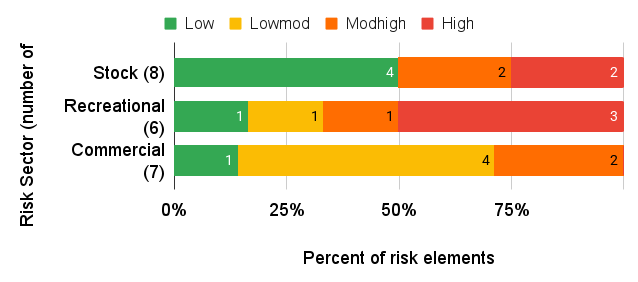 Low Lowmod Modhigh High
Risk Sector (number of
Stock (8) 4 2 2
Recreational
(6) 1 1 1 3
Commercial
(7) 1 4 2
0% 25% 50% 75%
Percent of risk elements